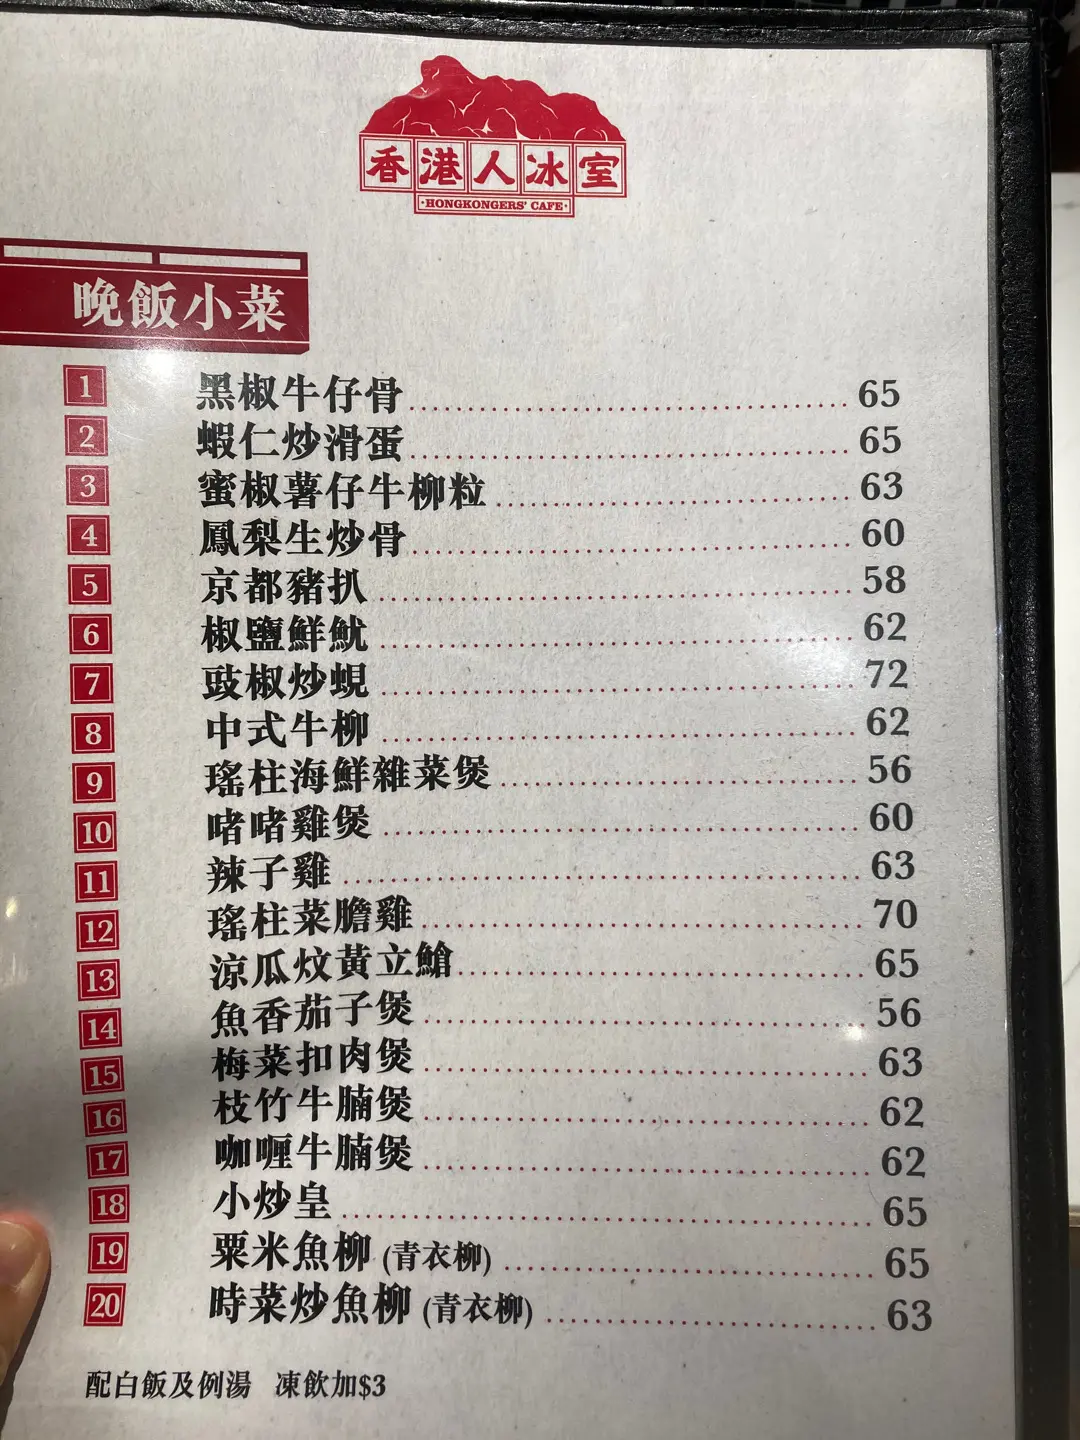 香港人冰室
·HONGKONGERS' CAFE·
晚飯小菜
1 黑椒牛仔骨 65
2 蝦仁炒滑蛋 65
3 蜜椒薯仔牛柳粒 63
4 鳳梨生炒骨 60
5 京都豬扒 58
6 椒鹽鮮魷 62
7 豉椒炒蜆 72
8 中式牛柳 62
9 瑤柱海鮮雜菜煲 56
10 啫啫雞煲 60
11 辣子雞 63
12 瑤柱菜膽雞 70
13 涼瓜炆黃立鯧 65
14 魚香茄子煲 56
15 梅菜扣肉煲 63
16 枝竹牛腩煲 62
17 咖喱牛腩煲 62
18 小炒皇 65
19 粟米魚柳 (青衣柳) 65
20 時菜炒魚柳 (青衣柳) 63
配白飯及例湯 凍飲加$3